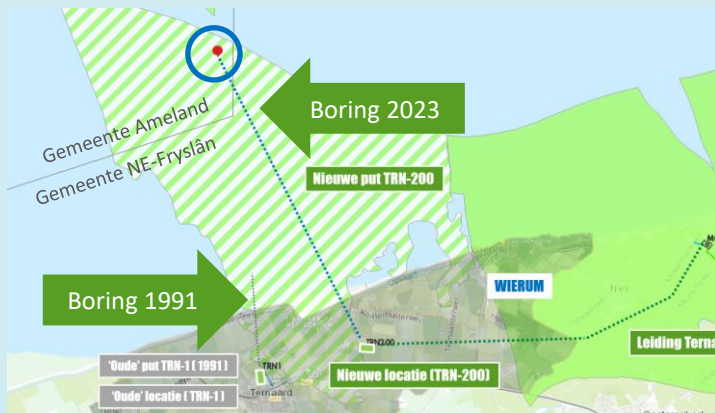 Gemeente Ameland
Gemeente NE-Fryslân
Boring 2023
Nieuwe put TRN-200
Boring 1991
WIERUM
Nes
TRN200
Leiding Terna
'Oude' put TRN-1 ( 1991 )
TRN1
Nieuwe locatie (TRN-200)
'Oude' locatie ( TRN-1 )
Ternaard